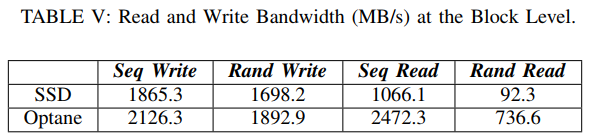 TABLE V: Read and Write Bandwidth (MB/s) at the Block Level.
Seq Write Rand Write Seq Read Rand Read
SSD 1865.3 1698.2 1066.1 92.3
Optane 2126.3 1892.9 2472.3 736.6